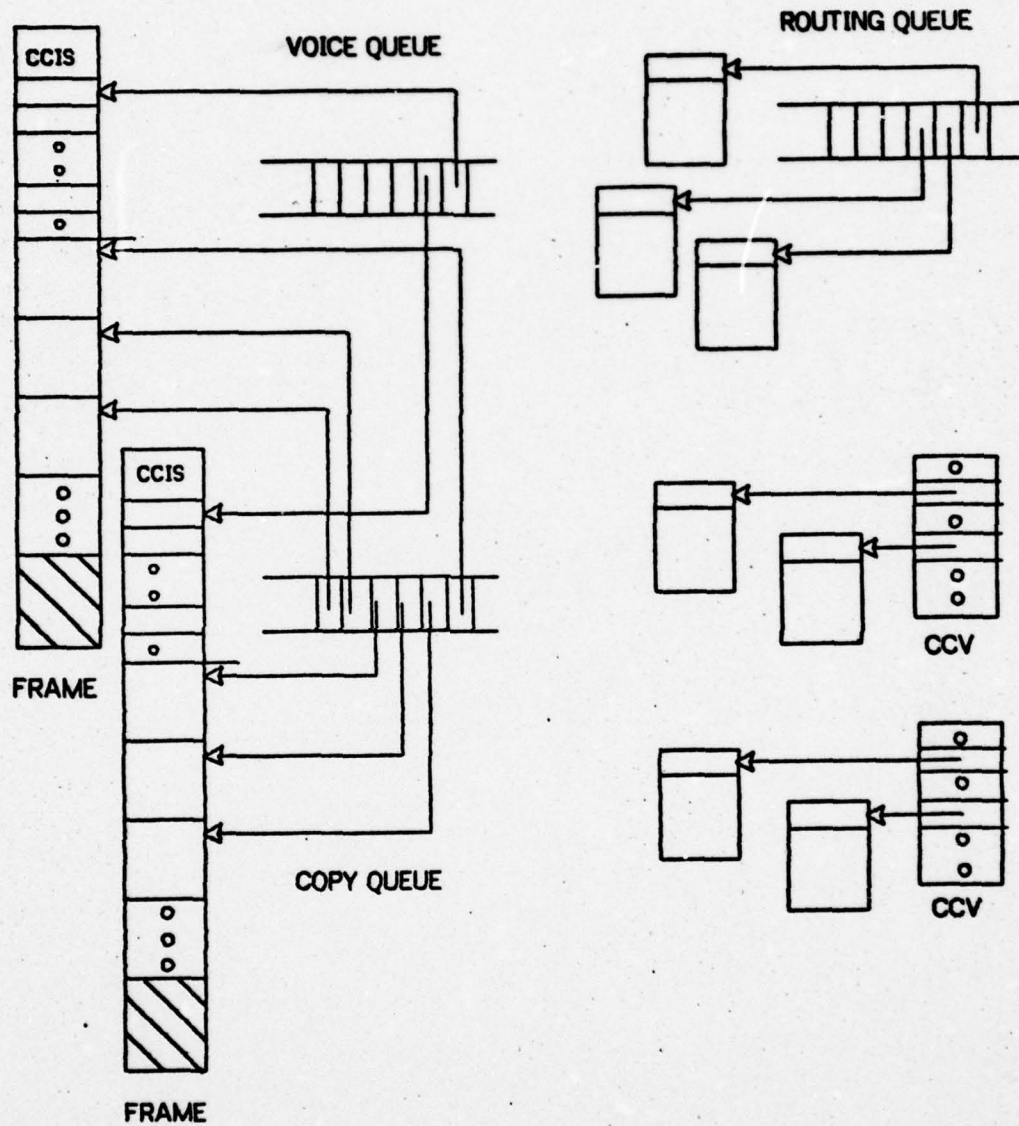 CCIS
VOICE QUEUE
ROUTING QUEUE
CCIS
FRAME
CCV
COPY QUEUE
CCV
FRAME